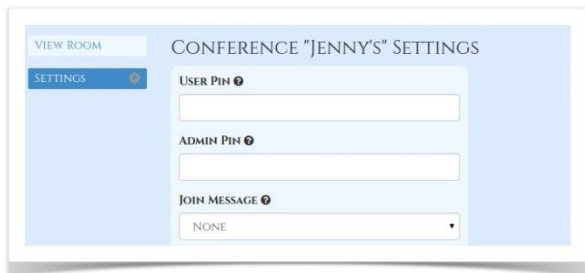 View Room
Conference "Jenny's" Settings
Settings
User Pin
Admin Pin
Join Message
None